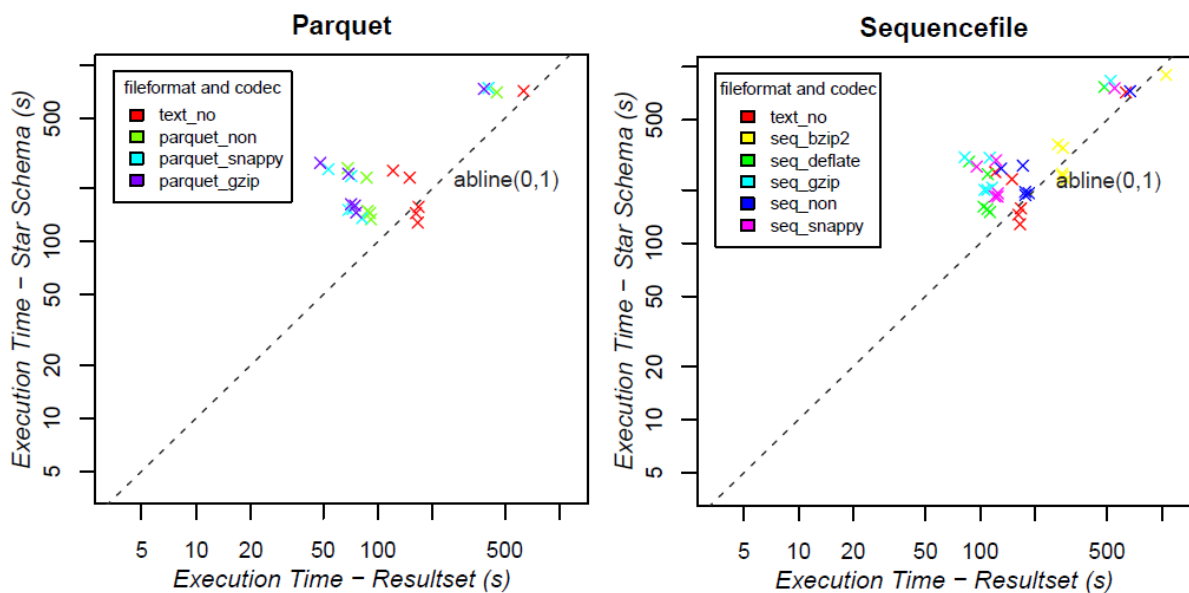 Parquet
fileformat and codec
text_no
parquet_non
parquet_snappy
parquet_gzip
abline(0,1)
Execution Time − Star Schema (s)
500
100
50
20
10
5
5 10 20 50 100 500
Execution Time − Resultset (s)
Sequencefile
fileformat and codec
text_no
seq_bzip2
seq_deflate
seq_gzip
seq_non
seq_snappy
abline(0,1)
Execution Time − Star Schema (s)
500
100
50
20
10
5
5 10 20 50 100 500
Execution Time − Resultset (s)